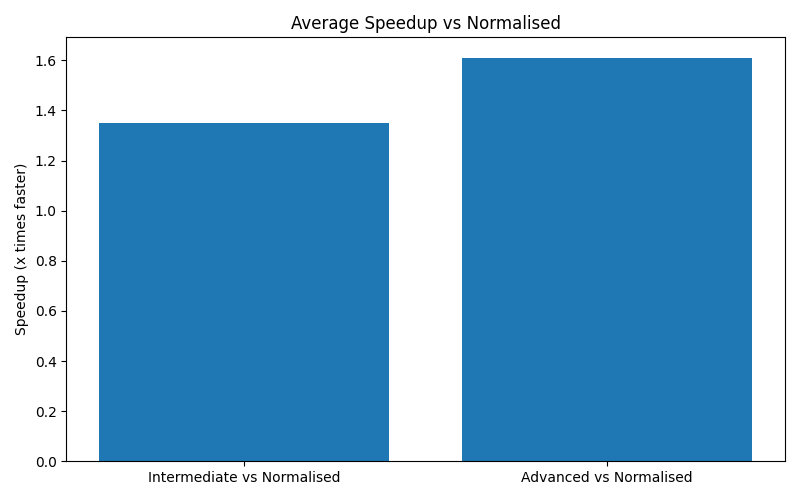 Average Speedup vs Normalised
Speedup (x times faster)
1.6
1.4
1.2
1.0
0.8
0.6
0.4
0.2
0.0
Intermediate vs Normalised
Advanced vs Normalised